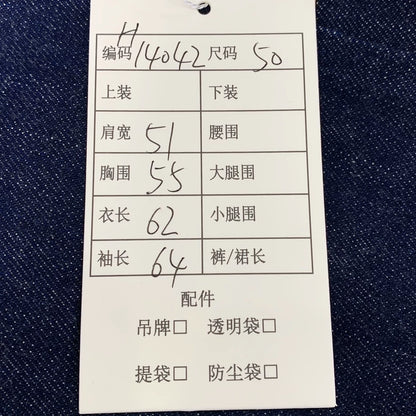 编码 H14042 尺码 50
上装 下装
肩宽 51 腰围
胸围 55 大腿围
衣长 62 小腿围
袖长 64 裤/裙长
配件
吊牌□ 透明袋□
提袋□ 防尘袋□